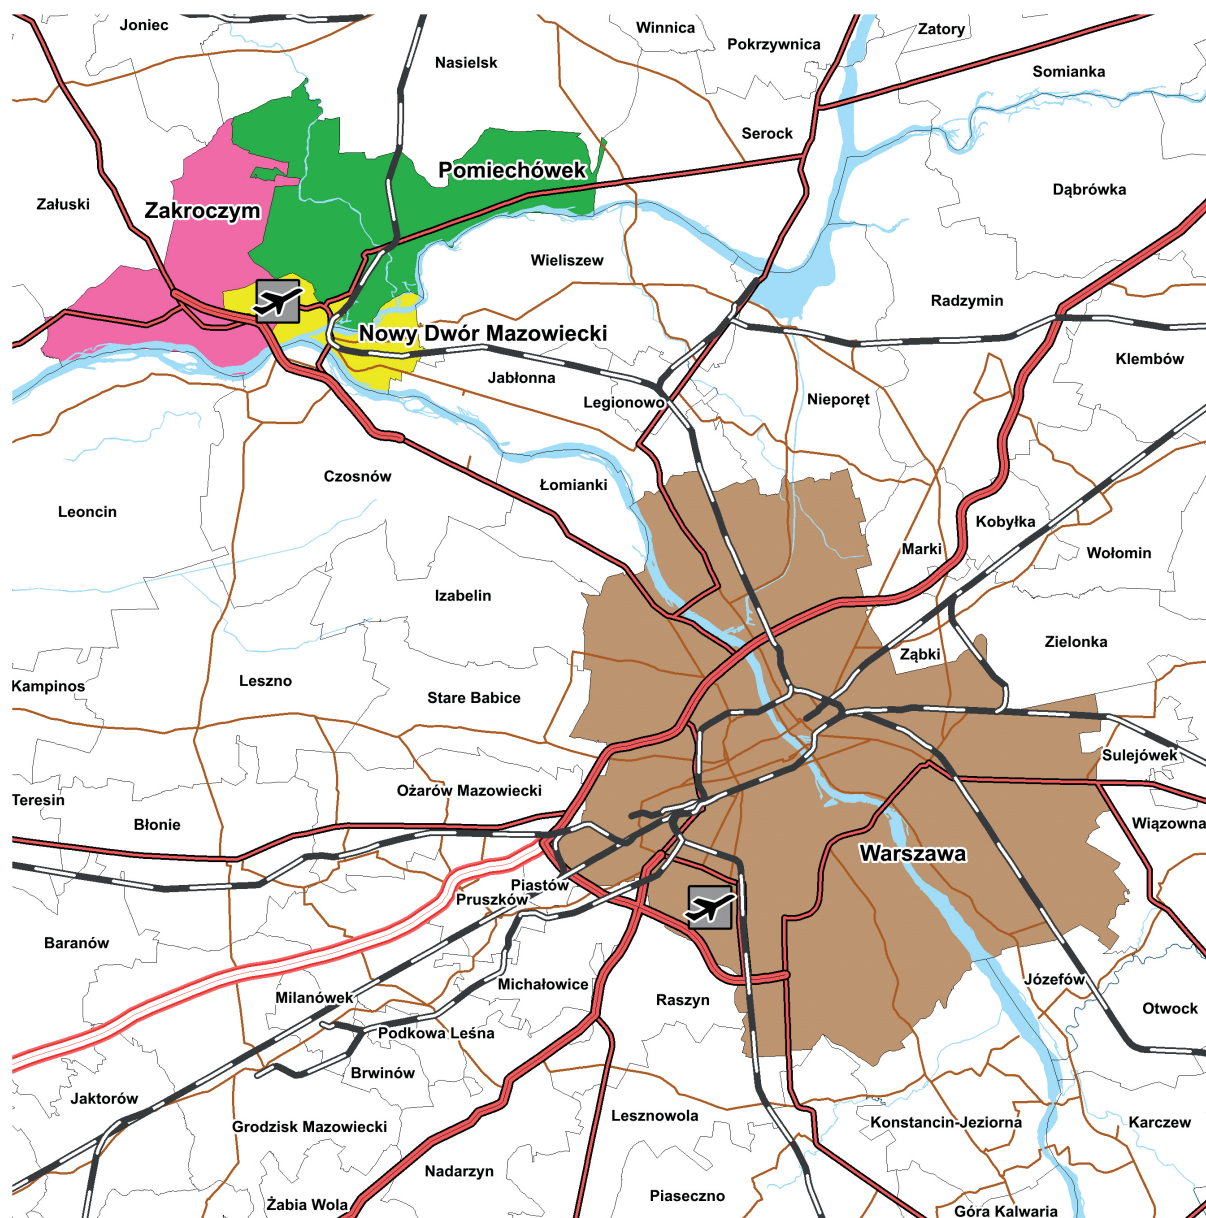 Joniec
Winnica
Zatory
Pokrzywnica
Nasielsk
Somianka
Serock
Pomiechówek
Dąbrówka
Załuski
Zakroczym
Wieliszew
Radzymin
Nowy Dwór Mazowiecki
Klembów
Jabłonna
Legionowo
Nieporęt
Czosnów
Łomianki
Leoncin
Kobyłka
Marki
Wołomin
Izabelin
Zielonka
Ząbki
Leszno
Kampinos
Stare Babice
Sulejówek
Ożarów Mazowiecki
Teresin
Błonie
Wiązowna
Warszawa
Piastów
Pruszków
Baranów
Józefów
Michałowice
Milanówek
Raszyn
Otwock
Podkowa Leśna
Brwinów
Jaktorów
Lesznowola
Konstancin-Jeziorna
Karczew
Grodzisk Mazowiecki
Nadarzyn
Piaseczno
Żabia Wola
Góra Kalwaria